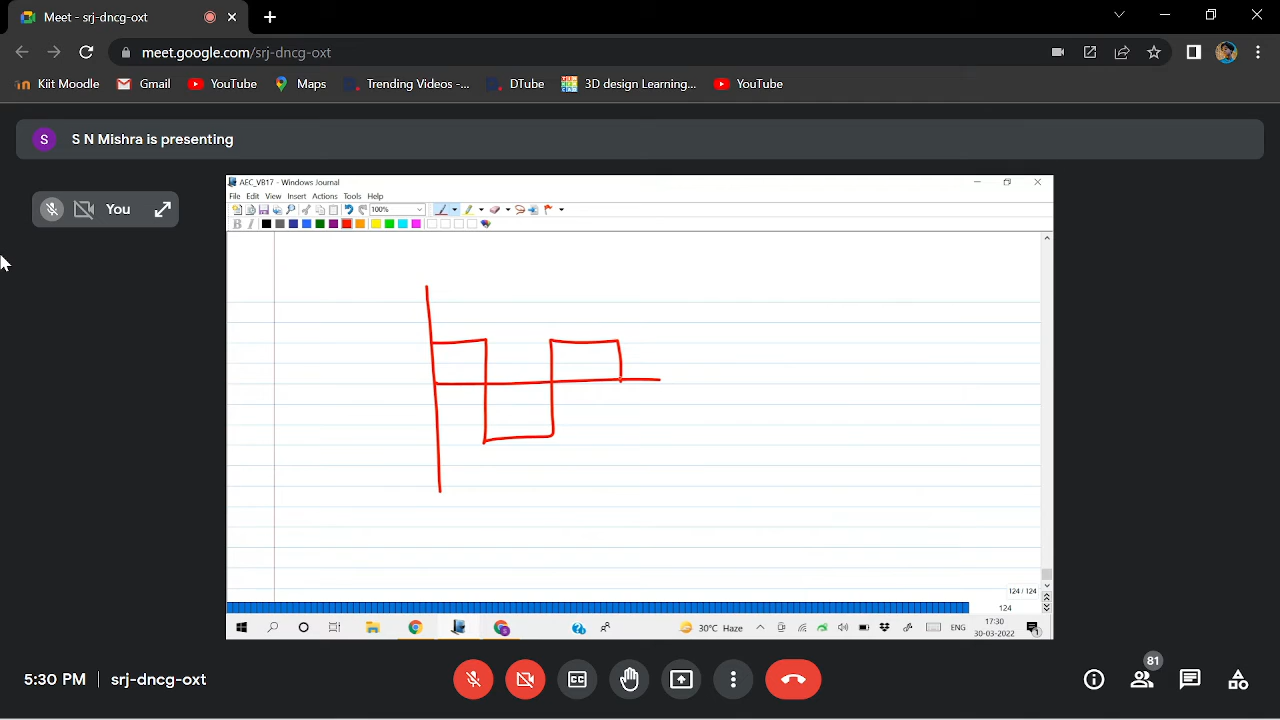 Meet - srj-dncg-oxt
meet.google.com/srj-dncg-oxt
Kiit Moodle Gmail YouTube Maps Trending Videos -... DTube 3D design Learning... YouTube
S S N Mishra is presenting
AEC_VB17 - Windows Journal
File Edit View Insert Actions Tools Help
You
100%
B I
124 / 124
124
30°C Haze ENG 17:30
30-03-2022 1
81
5:30 PM srj-dncg-oxt CC